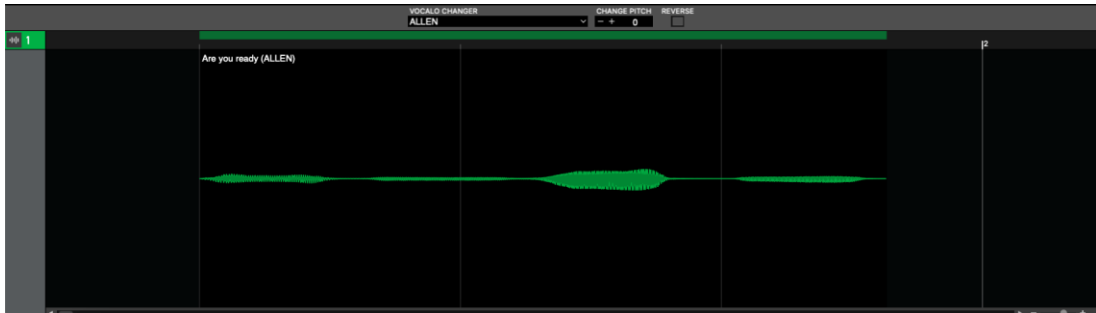 VOCALO CHANGER
CHANGE PITCH
REVERSE
ALLEN
- + 0
1
2
Are you ready (ALLEN)